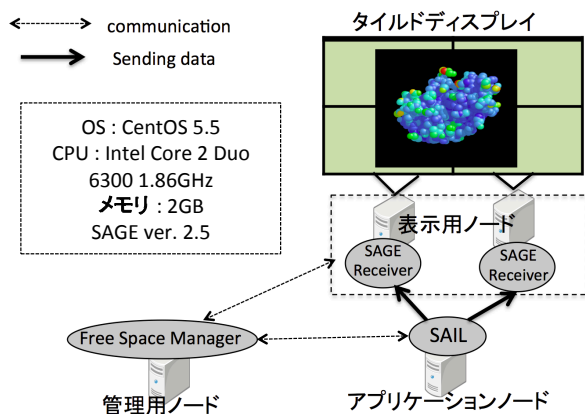 communication
Sending data
タイルドディスプレイ
OS : CentOS 5.5
CPU : Intel Core 2 Duo
6300 1.86GHz
メモリ : 2GB
SAGE ver. 2.5
表示用ノード
SAGE
Receiver
SAGE
Receiver
Free Space Manager
SAIL
管理用ノード
アプリケーションノード